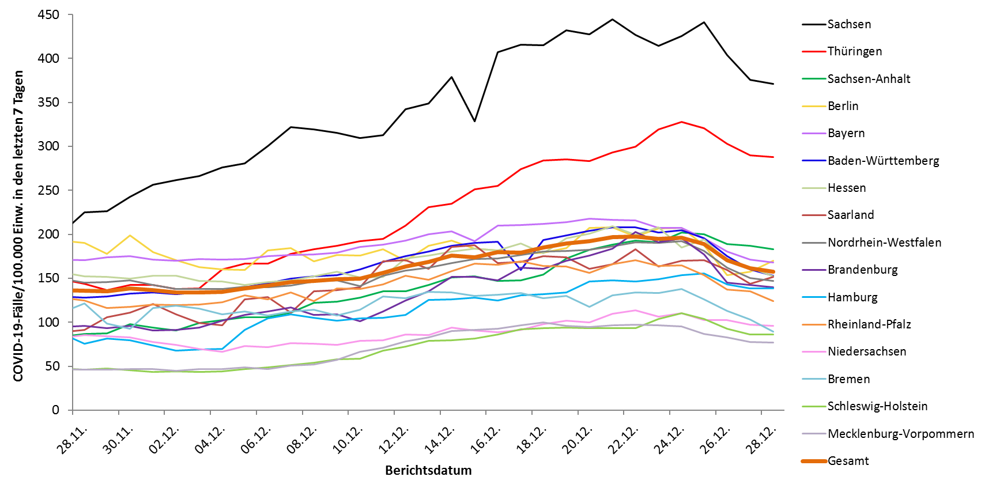 COVID-19-Fälle/100.000 Einw. in den letzten 7 Tagen
450
400
350
300
250
200
150
100
50
0
28.11.
30.11.
02.12.
04.12.
06.12.
08.12.
10.12.
12.12.
14.12.
16.12.
18.12.
20.12.
22.12.
24.12.
26.12.
28.12.
Berichtsdatum
Sachsen
Thüringen
Sachsen-Anhalt
Berlin
Bayern
Baden-Württemberg
Hessen
Saarland
Nordrhein-Westfalen
Brandenburg
Hamburg
Rheinland-Pfalz
Niedersachsen
Bremen
Schleswig-Holstein
Mecklenburg-Vorpommern
Gesamt